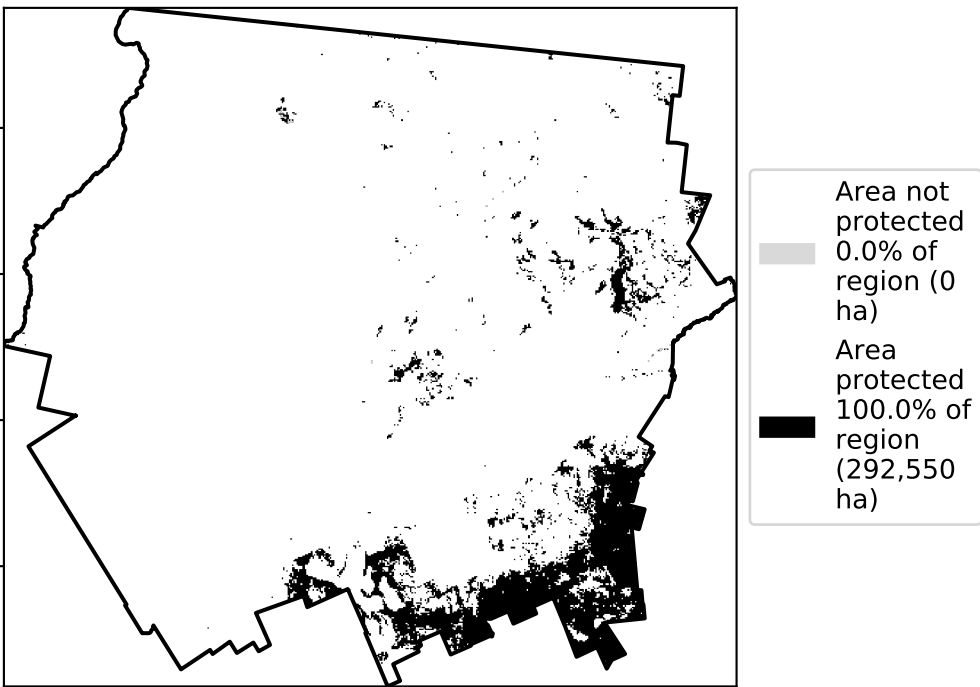 Area not
protected
0.0% of
region (0
ha)
Area
protected
100.0% of
region
(292,550
ha)